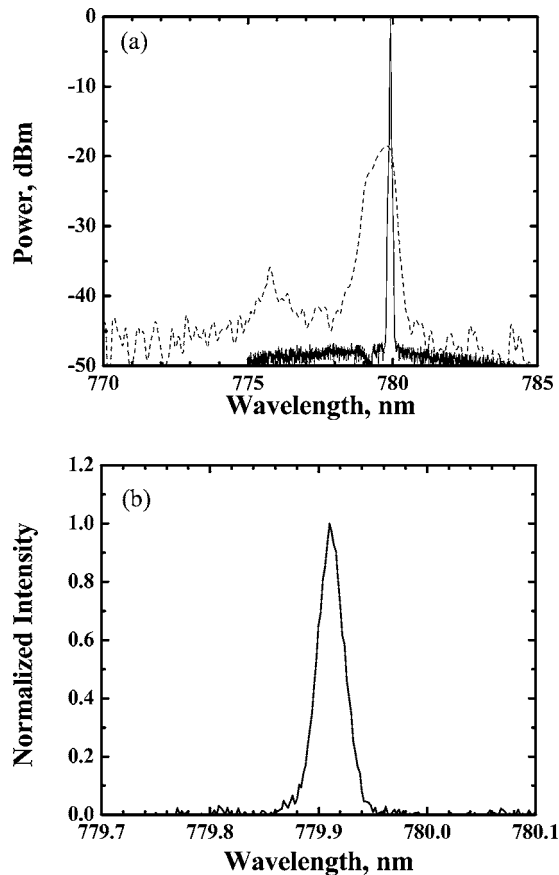 (a)
0
-10
-20
-30
-40
-50
Power, dBm
770 775 780 785
Wavelength, nm
(b)
1.2
1.0
0.8
0.6
0.4
0.2
0.0
Normalized Intensity
779.7 779.8 779.9 780.0 780.1
Wavelength, nm